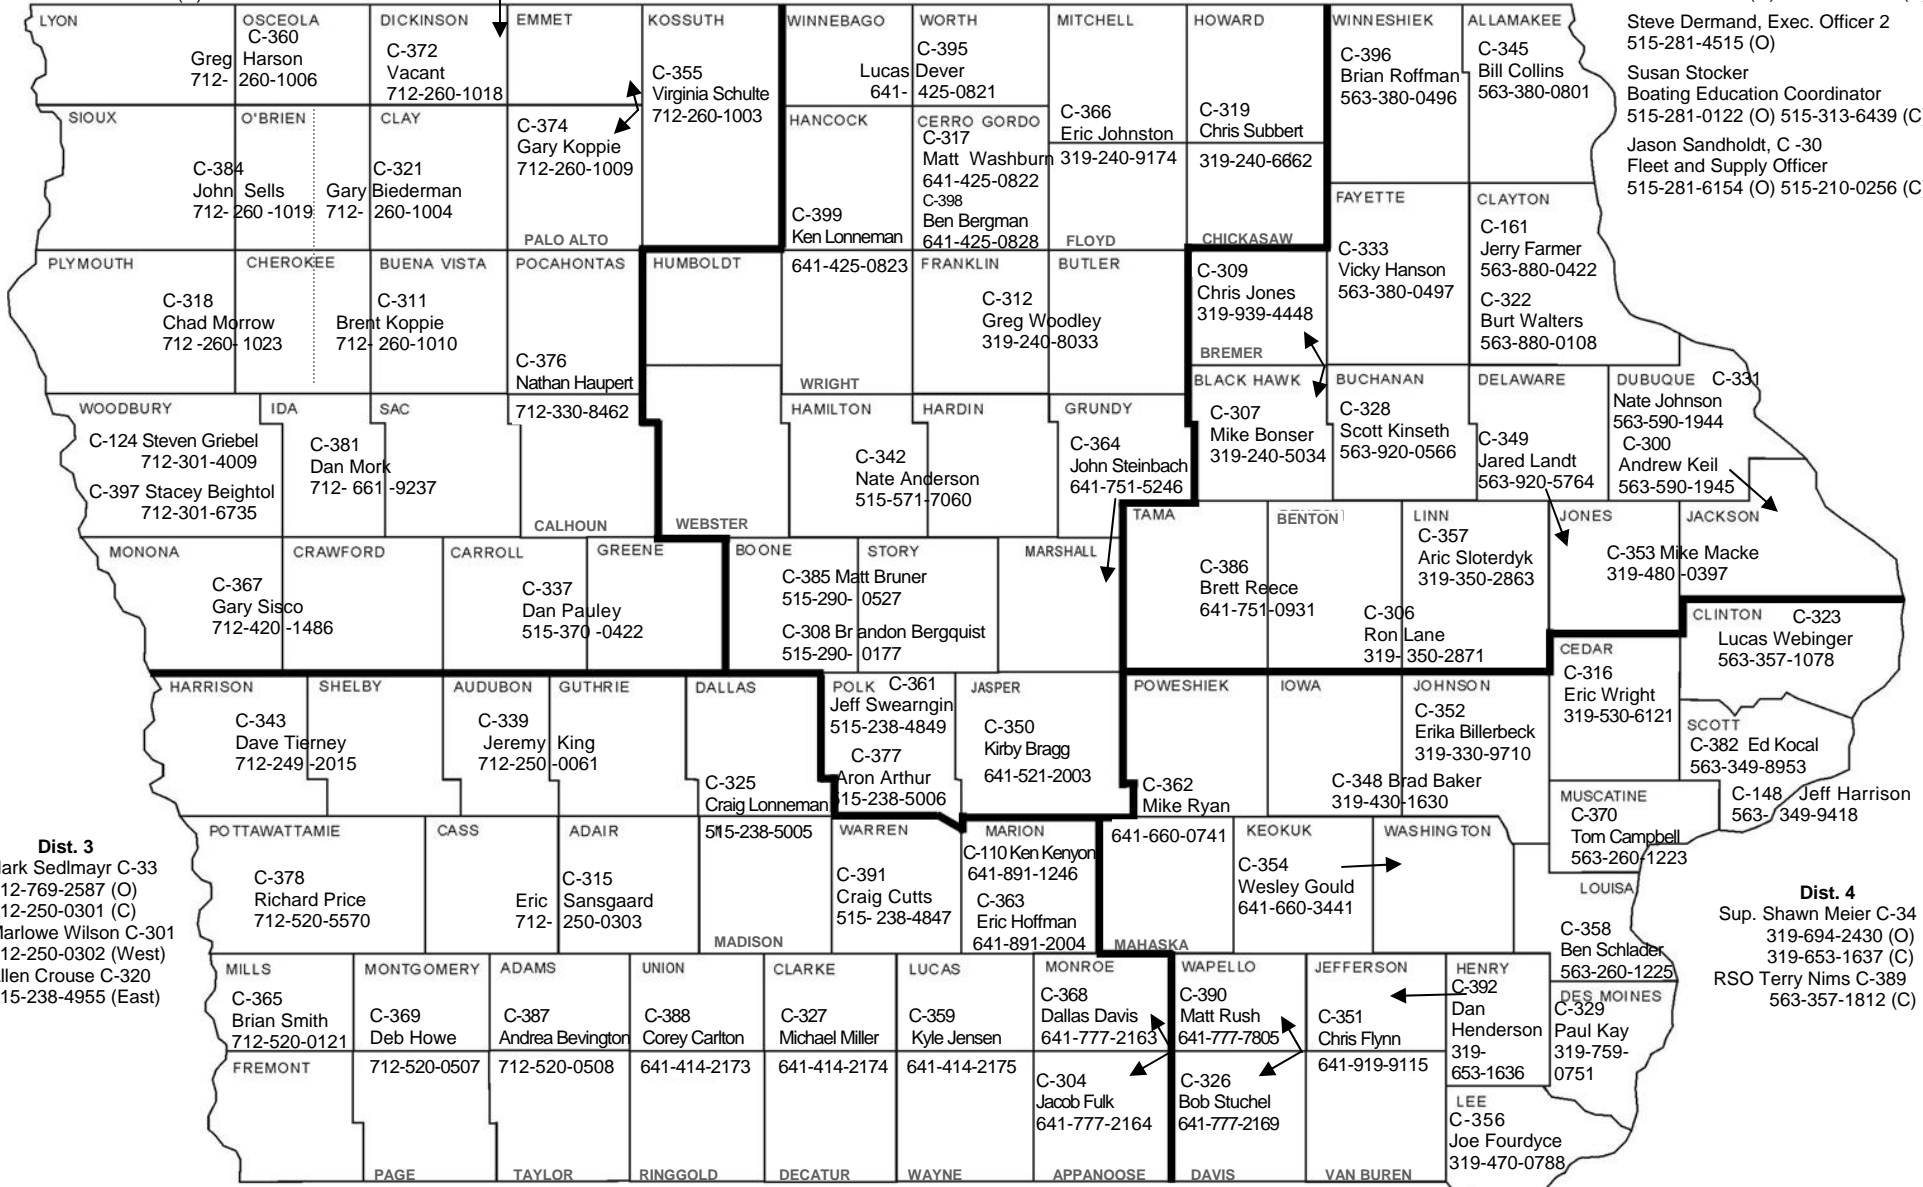 LYON
OSCEOLA
C-360
Greg Harson
712- 260-1006
DICKINSON
C-372
Vacant
712-260-1018
EMMET
KOSSUTH
C-355
Virginia Schulte
712-260-1003
WINNEBAGO
WORTH
C-395
Lucas Dever
641- 425-0821
MITCHELL
C-366
Eric Johnston
319-240-9174
HOWARD
C-319
Chris Subbert
319-240-6662
WINNESHIEK
C-396
Brian Roffman
563-380-0496
ALLAMAKEE
C-345
Bill Collins
563-380-0801
Steve Dermand, Exec. Officer 2
515-281-4515 (O)
Susan Stocker
Boating Education Coordinator
515-281-0122 (O) 515-313-6439 (C
Jason Sandholdt, C -30
Fleet and Supply Officer
515-281-6154 (O) 515-210-0256 (C
SIOUX
O'BRIEN
C-384
John Sells
712- 260 -1019
CLAY
C-321
Gary Biederman
712- 260-1004
C-374
Gary Koppie
712-260-1009
PALO ALTO
HANCOCK
C-399
Ken Lonneman
641-425-0823
CERRO GORDO
C-317
Matt Washburn
641-425-0822
C-398
Ben Bergman
641-425-0828
FLOYD
CHICKASAW
FAYETTE
C-333
Vicky Hanson
563-380-0497
CLAYTON
C-161
Jerry Farmer
563-880-0422
C-322
Burt Walters
563-880-0108
PLYMOUTH
CHEROKEE
C-318
Chad Morrow
712 -260- 1023
BUENA VISTA
C-311
Brent Koppie
712- 260-1010
POCAHONTAS
C-376
Nathan Haupert
712-330-8462
HUMBOLDT
WRIGHT
FRANKLIN
BUTLER
C-312
Greg Woodley
319-240-8033
C-309
Chris Jones
319-939-4448
BREMER
WOODBURY
C-124 Steven Griebel
712-301-4009
C-397 Stacey Beightol
712-301-6735
IDA
SAC
C-381
Dan Mork
712- 661 -9237
CALHOUN
WEBSTER
HAMILTON
HARDIN
C-342
Nate Anderson
515-571-7060
GRUNDY
C-364
John Steinbach
641-751-5246
BLACK HAWK
C-307
Mike Bonser
319-240-5034
BUCHANAN
C-328
Scott Kinseth
563-920-0566
DELAWARE
C-349
Jared Landt
563-920-5764
DUBUQUE C-331
Nate Johnson
563-590-1944
C-300
Andrew Keil
563-590-1945
MONONA
CRAWFORD
C-367
Gary Sisco
712-420 -1486
CARROLL
GREENE
C-337
Dan Pauley
515-370 -0422
BOONE
STORY
C-385 Matt Bruner
515-290- 0527
C-308 Brandon Bergquist
515-290- 0177
MARSHALL
TAMA
BENTON
C-386
Brett Reece
641-751-0931
LINN
C-357
Aric Sloterdyk
319-350-2863
C-306
Ron Lane
319- 350-2871
JONES
JACKSON
C-353 Mike Macke
319-480 -0397
CLINTON C-323
Lucas Webinger
563-357-1078
HARRISON
SHELBY
C-343
Dave Tierney
712-249 -2015
AUDUBON
GUTHRIE
C-339
Jeremy King
712-250 -0061
DALLAS
C-325
Craig Lonneman
515-238-5005
POLK C-361
Jeff Swearngin
515-238-4849
C-377
Aron Arthur
515-238-5006
JASPER
C-350
Kirby Bragg
641-521-2003
POWESHIEK
C-362
Mike Ryan
641-660-0741
IOWA
JOHNSON
C-352
Erika Billerbeck
319-330-9710
C-348 Brad Baker
319-430-1630
CEDAR
C-316
Eric Wright
319-530-6121
SCOTT
C-382 Ed Kocal
563-349-8953
C-148 Jeff Harrison
563- 349-9418
MUSCATINE
C-370
Tom Campbell
563-260-1223
Dist. 3
Mark Sedlmayr C-33
12-769-2587 (O)
12-250-0301 (C)
Marlowe Wilson C-301
12-250-0302 (West)
Allen Crouse C-320
15-238-4955 (East)
POTTAWATTAMIE
C-378
Richard Price
712-520-5570
CASS
ADAIR
C-315
Eric Sansgaard
712- 250-0303
MADISON
WARREN
C-391
Craig Cutts
515- 238-4847
MARION
C-110 Ken Kenyon
641-891-1246
C-363
Eric Hoffman
641-891-2004
MAHASKA
KEOKUK
C-354
Wesley Gould
641-660-3441
WASHINGTON
LOUISA
C-358
Ben Schlader
563-260-1225
Dist. 4
Sup. Shawn Meier C-34
319-694-2430 (O)
319-653-1637 (C)
RSO Terry Nims C-389
563-357-1812 (C)
MILLS
C-365
Brian Smith
712-520-0121
FREMONT
MONTGOMERY
C-369
Deb Howe
712-520-0507
PAGE
ADAMS
C-387
Andrea Bevington
712-520-0508
TAYLOR
UNION
C-388
Corey Carlton
641-414-2173
RINGGOLD
CLARKE
C-327
Michael Miller
641-414-2174
DECATUR
LUCAS
C-359
Kyle Jensen
641-414-2175
WAYNE
MONROE
C-368
Dallas Davis
641-777-2163
C-304
Jacob Fulk
641-777-2164
APPANOOSE
WAPELLO
C-390
Matt Rush
641-777-7805
C-326
Bob Stuchel
641-777-2169
DAVIS
JEFFERSON
C-351
Chris Flynn
641-919-9115
VAN BUREN
HENRY
C-392
Dan
Henderson
319-
653-1636
DES MOINES
C-329
Paul Kay
319-759-
0751
LEE
C-356
Joe Fourdyce
319-470-0788